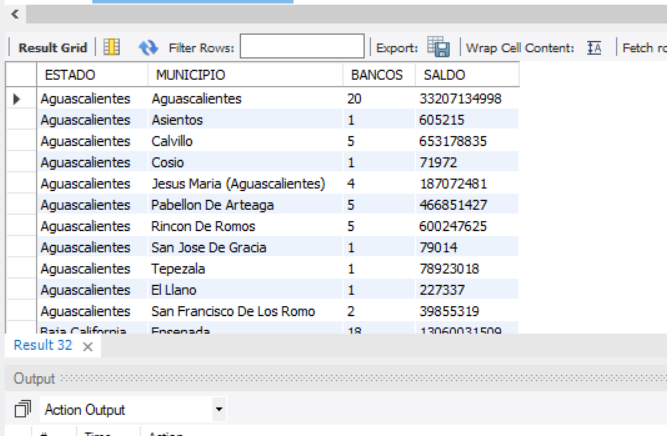 Result Grid Filter Rows: Export: Wrap Cell Content: IA Fetch ro
ESTADO MUNICIPIO BANCOS SALDO
Aguascalientes Aguascalientes 20 33207134998
Aguascalientes Asientos 1 605215
Aguascalientes Calvillo 5 653178835
Aguascalientes Cosio 1 71972
Aguascalientes Jesus Maria (Aguascalientes) 4 187072481
Aguascalientes Pabellon De Arteaga 5 466851427
Aguascalientes Rincon De Romos 5 600247625
Aguascalientes San Jose De Gracia 1 79014
Aguascalientes Tepezala 1 78923018
Aguascalientes El Llano 1 227337
Aguascalientes San Francisco De Los Romo 2 39855319
Baja California Ensenada 18 13060031509
Result 32 ×
Output
Action Output
# Time Action